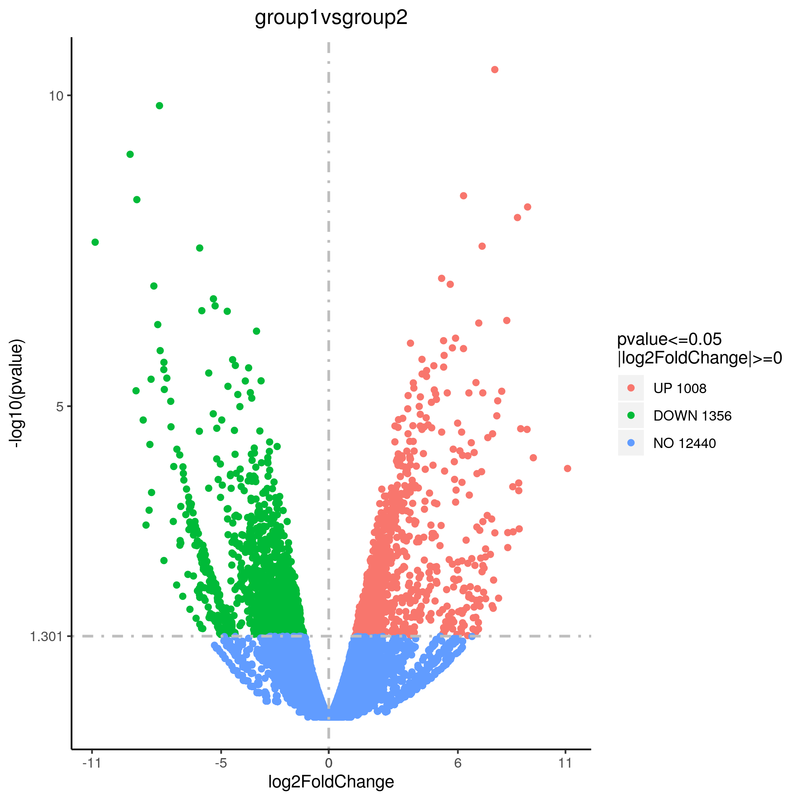 group1vsgroup2
10
5
1.301
-log10(pvalue)
-11
-5
0
6
11
log2FoldChange
pvalue<=0.05
|log2FoldChange|>=0
UP 1008
DOWN 1356
NO 12440